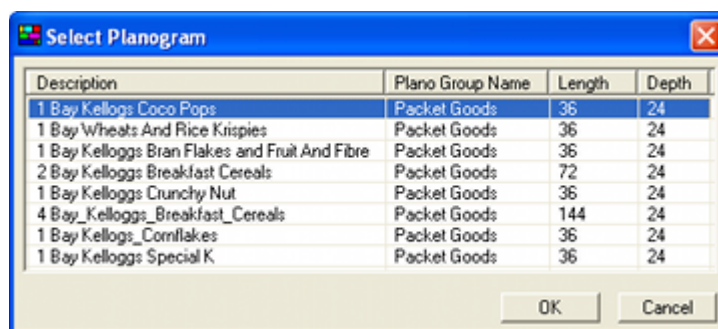 Select Planogram
Description Plano Group Name Length Depth
1 Bay Kellogs Coco Pops Packet Goods 36 24
1 Bay Wheats And Rice Krispies Packet Goods 36 24
1 Bay Kelloggs Bran Flakes and Fruit And Fibre Packet Goods 36 24
2 Bay Kelloggs Breakfast Cereals Packet Goods 72 24
1 Bay Kelloggs Crunchy Nut Packet Goods 36 24
4 Bay_Kelloggs_Breakfast_Cereals Packet Goods 144 24
1 Bay Kellogs_Cornflakes Packet Goods 36 24
1 Bay Kelloggs Special K Packet Goods 36 24
OK Cancel